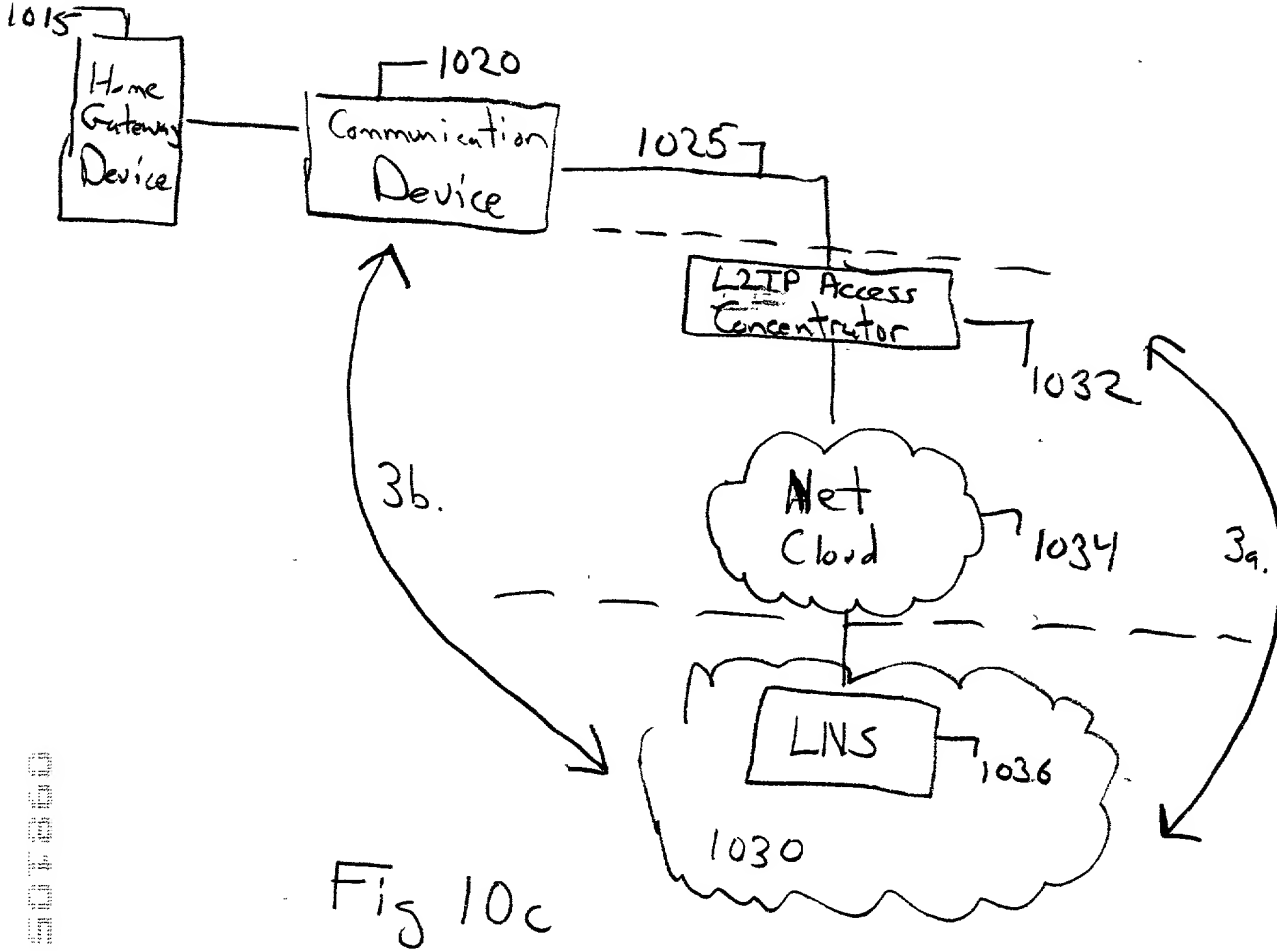 1015
Home
Gateway
Device
1020
Communication
Device
1025
L2TP Access
Concentrator
1032
3b.
Net
Cloud
1034
3a.
LNS
1036
1030
Fig 10c